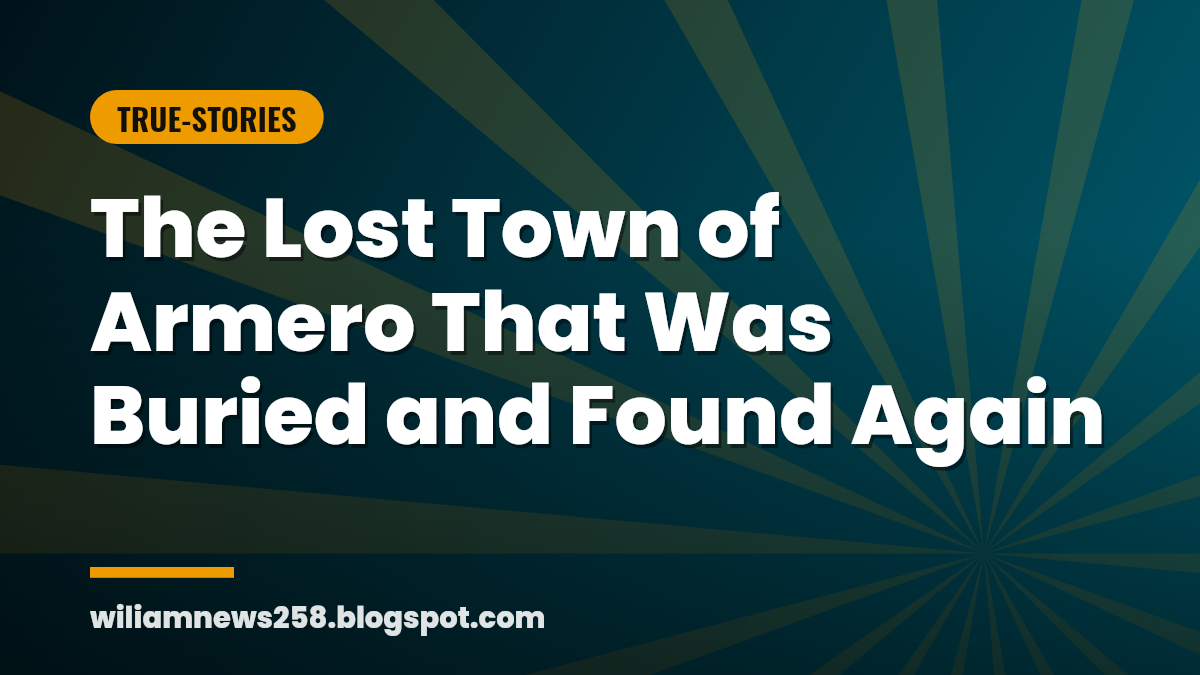 TRUE-STORIES
The Lost Town of
Armero That Was
Buried and Found Again
wiliamnews258.blogspot.com